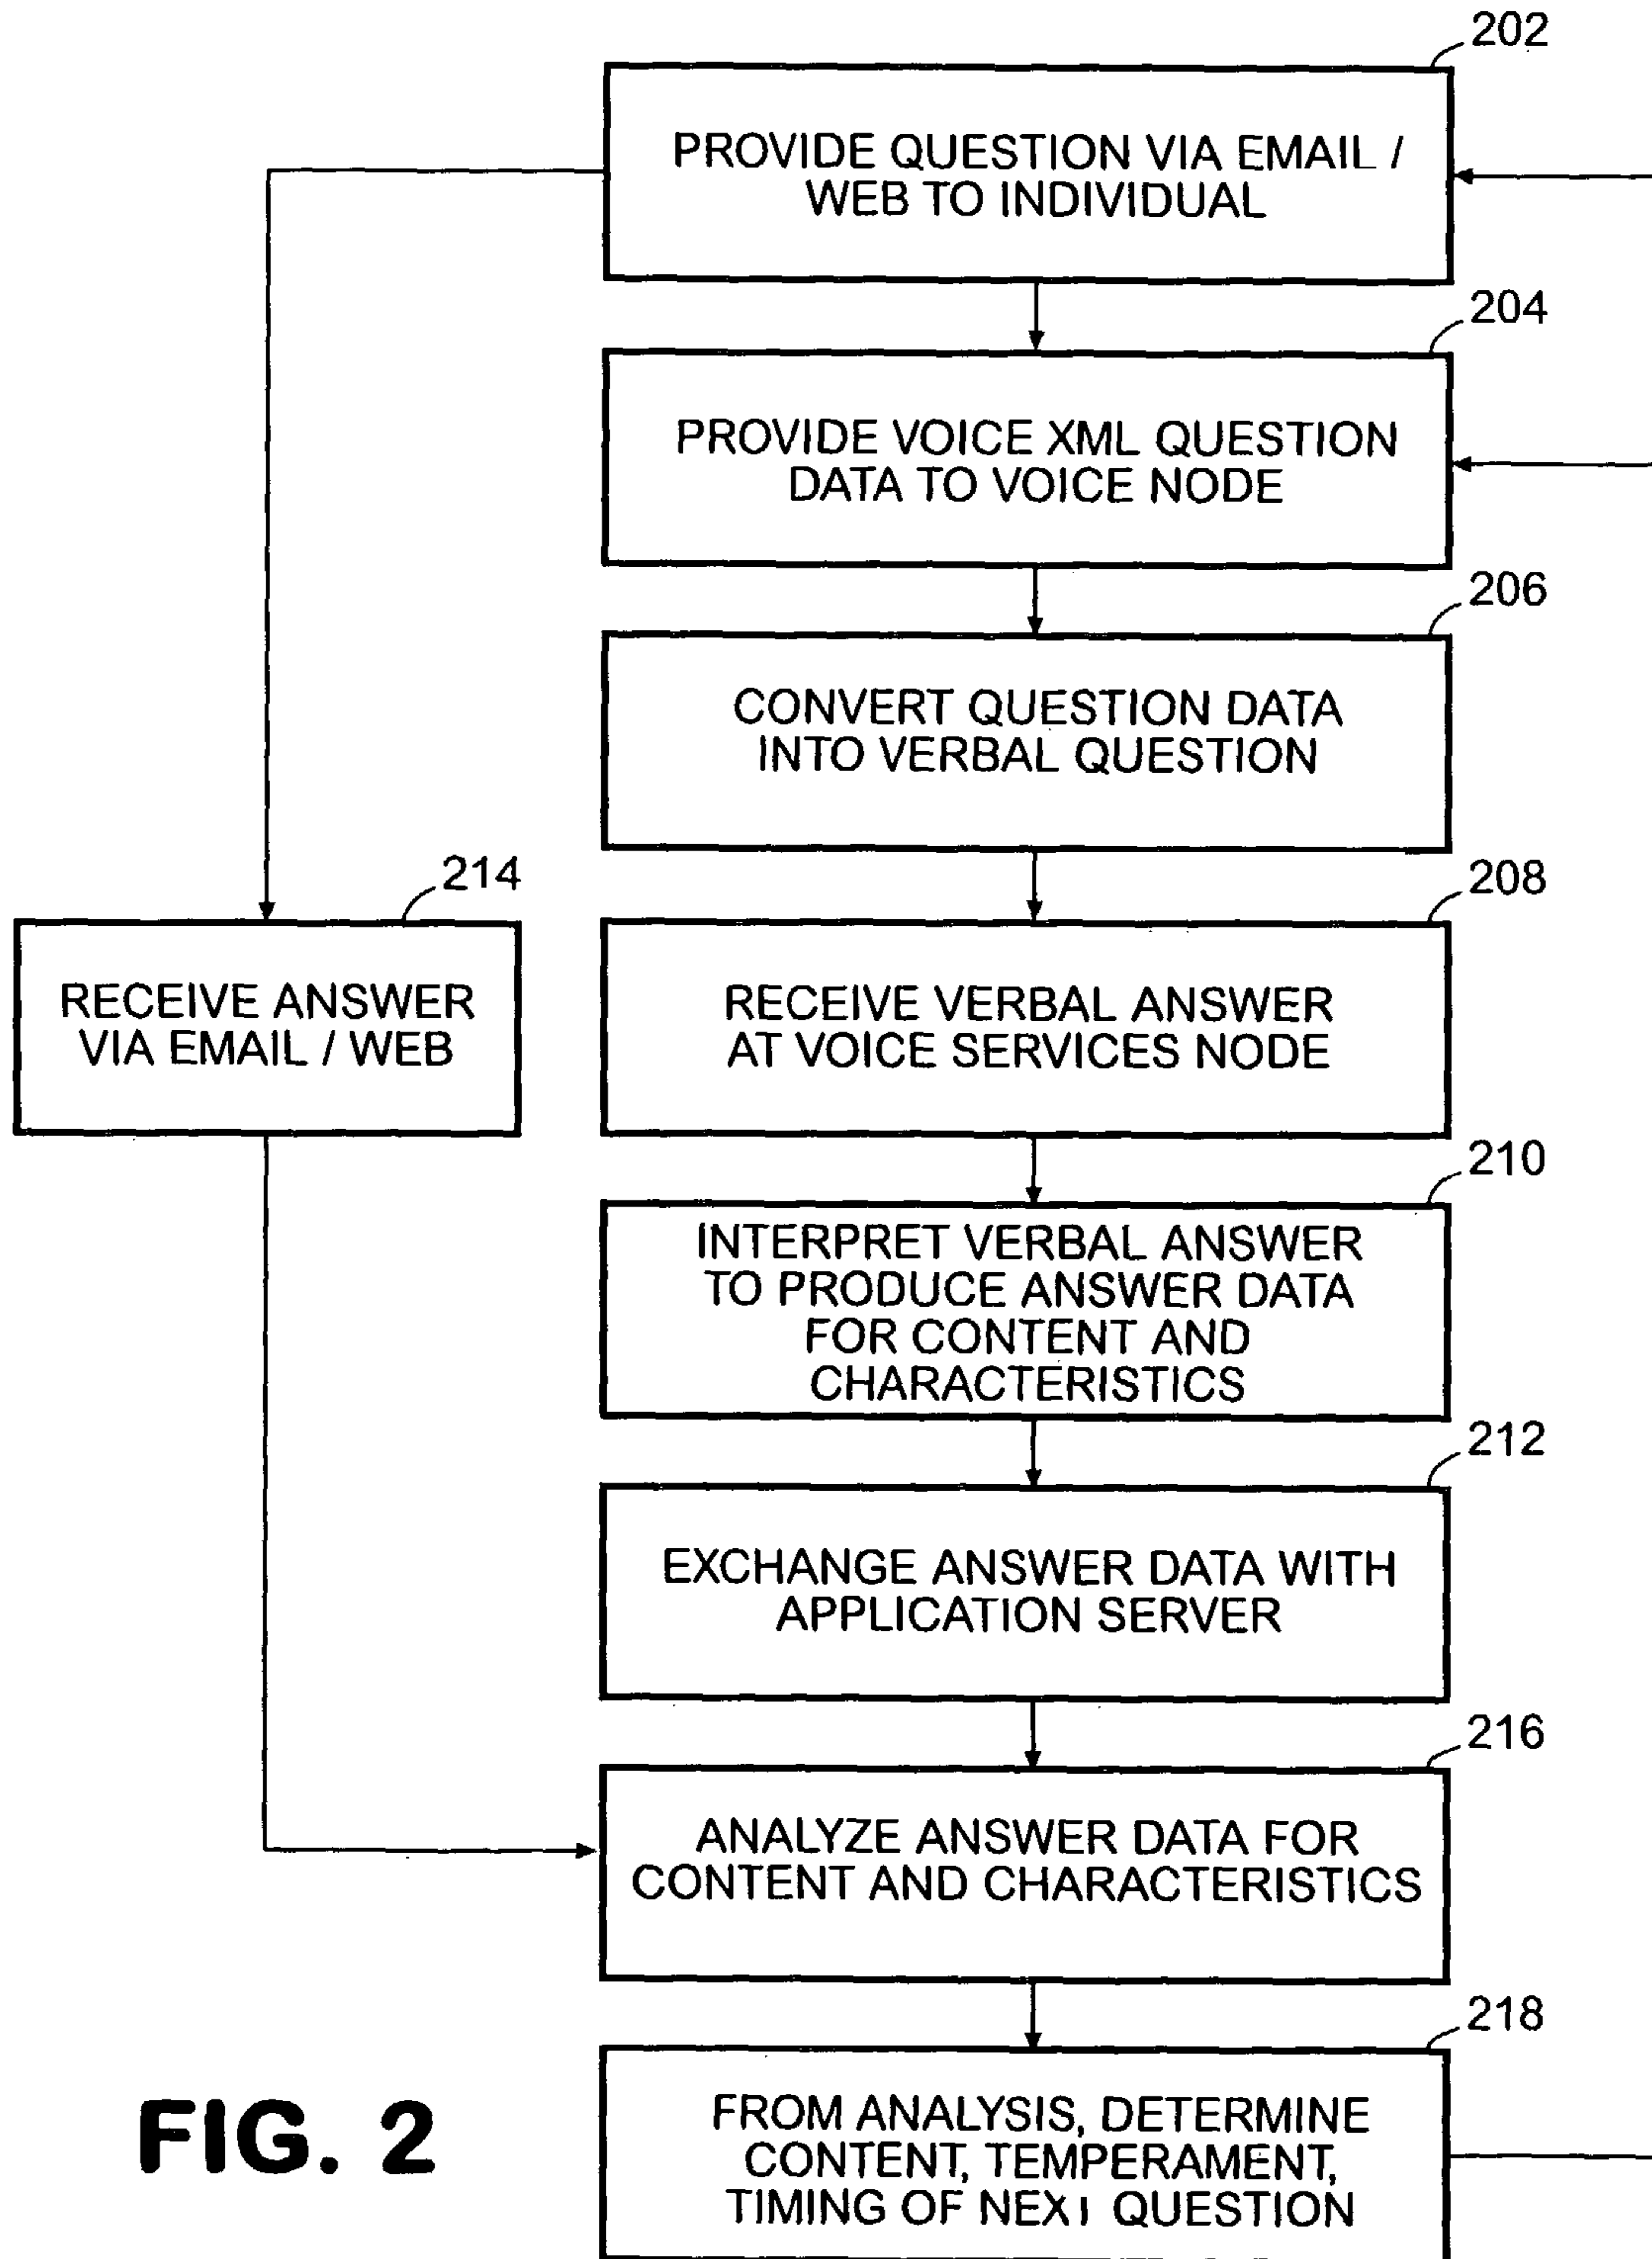 202
PROVIDE QUESTION VIA EMAIL /
WEB TO INDIVIDUAL
204
PROVIDE VOICE XML QUESTION
DATA TO VOICE NODE
206
CONVERT QUESTION DATA
INTO VERBAL QUESTION
214
RECEIVE ANSWER
VIA EMAIL / WEB
208
RECEIVE VERBAL ANSWER
AT VOICE SERVICES NODE
210
INTERPRET VERBAL ANSWER
TO PRODUCE ANSWER DATA
FOR CONTENT AND
CHARACTERISTICS
212
EXCHANGE ANSWER DATA WITH
APPLICATION SERVER
216
ANALYZE ANSWER DATA FOR
CONTENT AND CHARACTERISTICS
218
FROM ANALYSIS, DETERMINE
CONTENT, TEMPERAMENT,
TIMING OF NEXT QUESTION
FIG. 2